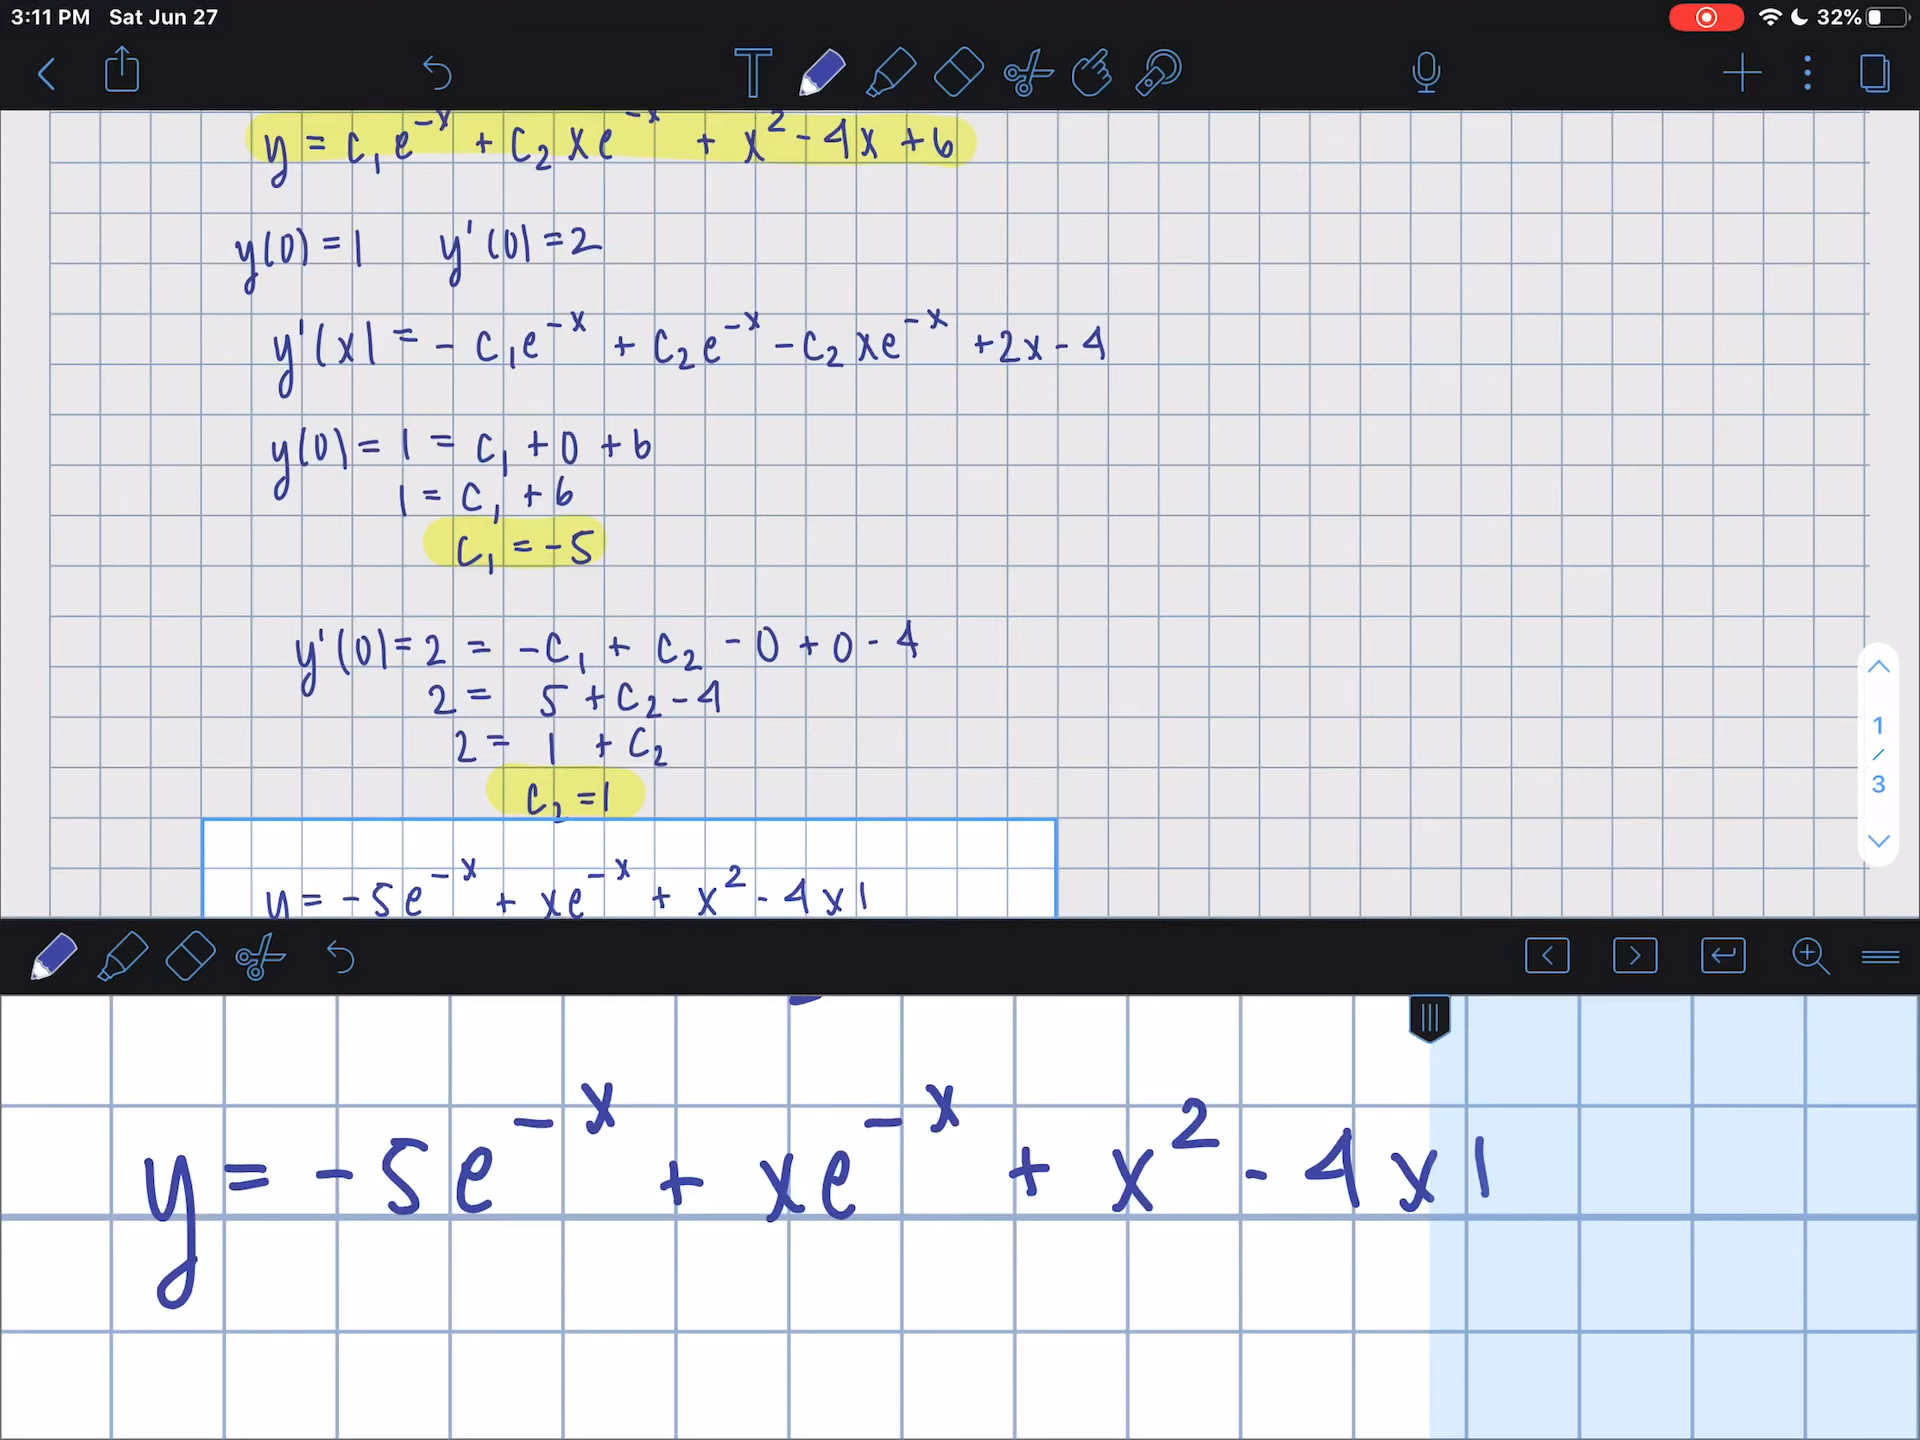 3:11 PM Sat Jun 27 32%
T
y = c₁e⁻ˣ + c₂xe⁻ˣ + x² - 4x + 6
y(0) = 1 y'(0) = 2
y'(x) = - c₁e⁻ˣ + c₂e⁻ˣ - c₂xe⁻ˣ + 2x - 4
y(0) = 1 = c₁ + 0 + 6
1 = c₁ + 6
c₁ = -5
y'(0) = 2 = -c₁ + c₂ - 0 + 0 - 4
2 = 5 + c₂ - 4
2 = 1 + c₂
c₂ = 1
1
/
3
y = -5e⁻ˣ + xe⁻ˣ + x² - 4x1
y = -5e⁻ˣ + xe⁻ˣ + x² - 4x1